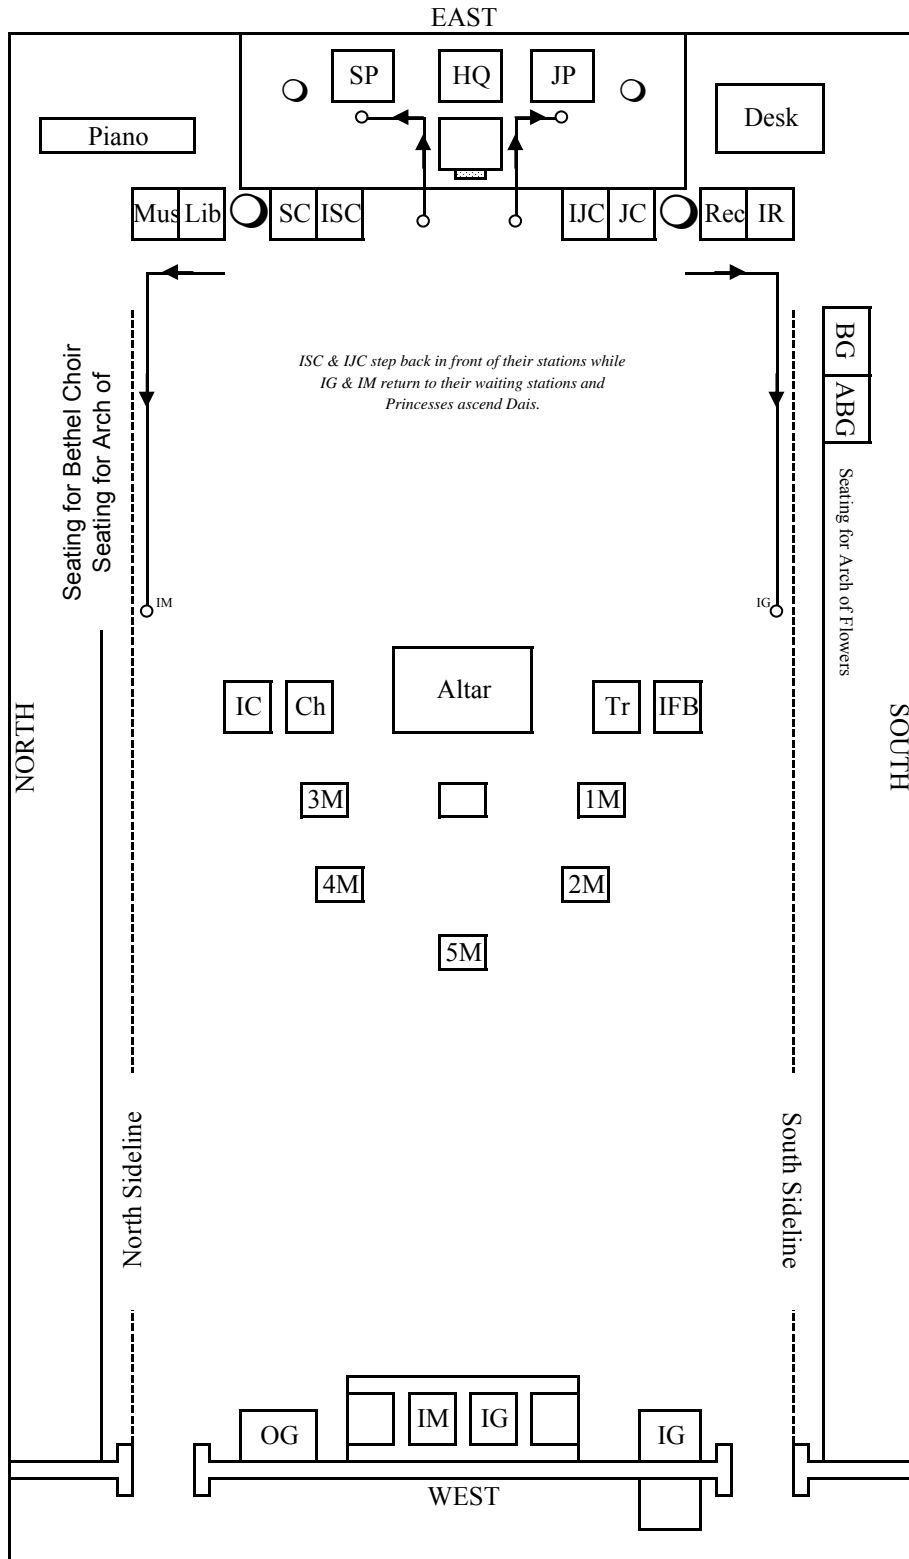 EAST
SP
HQ
JP
Desk
Piano
Mus
Lib
SC
ISC
IJC
JC
Rec
IR
BG
ABG
ISC & IJC step back in front of their stations while
IG & IM return to their waiting stations and
Princesses ascend Dais.
Seating for Bethel Choir
Seating for Arch of
Seating for Arch of Flowers
IM
IG
NORTH
SOUTH
IC
Ch
Altar
Tr
IFB
3M
1M
4M
2M
5M
North Sideline
South Sideline
OG
IM
IG
IG
WEST